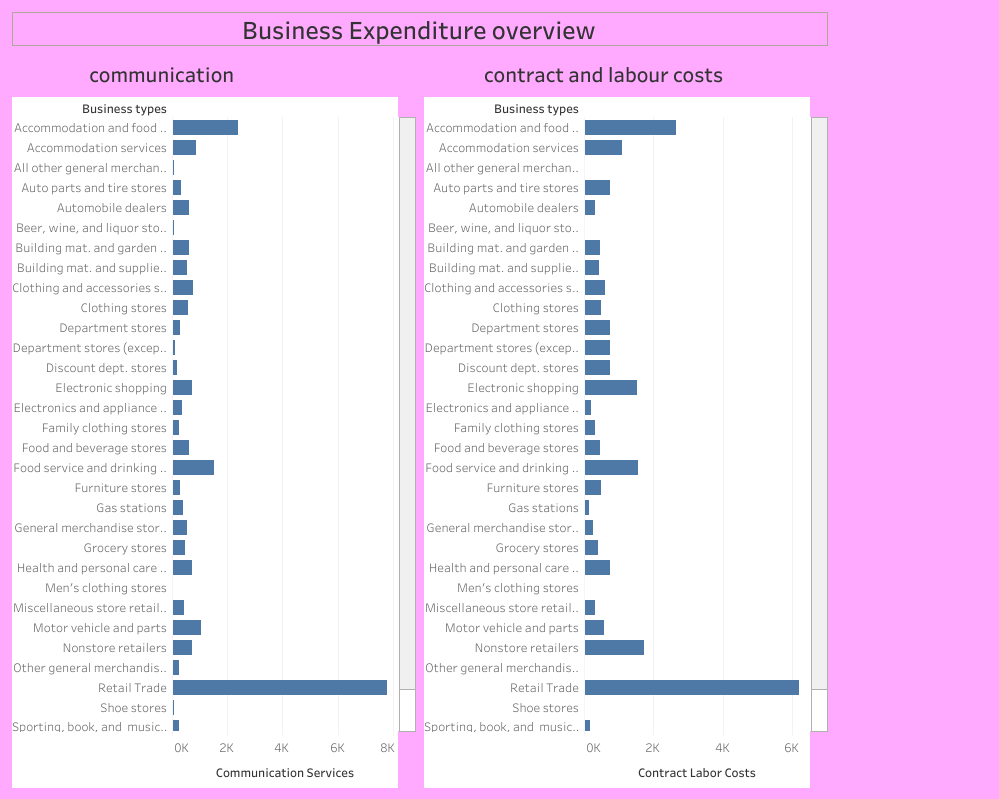 Business Expenditure overview
communication
Business types
Accommodation and food ..
Accommodation services
All other general merchan..
Auto parts and tire stores
Automobile dealers
Beer, wine, and liquor sto..
Building mat. and garden ..
Building mat. and supplie..
Clothing and accessories s..
Clothing stores
Department stores
Department stores (excep..
Discount dept. stores
Electronic shopping
Electronics and appliance ..
Family clothing stores
Food and beverage stores
Food service and drinking ..
Furniture stores
Gas stations
General merchandise stor..
Grocery stores
Health and personal care ..
Men's clothing stores
Miscellaneous store retail..
Motor vehicle and parts
Nonstore retailers
Other general merchandis..
Retail Trade
Shoe stores
Sporting, book, and music..
0K 2K 4K 6K 8K
Communication Services
contract and labour costs
Business types
Accommodation and food ..
Accommodation services
All other general merchan..
Auto parts and tire stores
Automobile dealers
Beer, wine, and liquor sto..
Building mat. and garden ..
Building mat. and supplie..
Clothing and accessories s..
Clothing stores
Department stores
Department stores (excep..
Discount dept. stores
Electronic shopping
Electronics and appliance ..
Family clothing stores
Food and beverage stores
Food service and drinking ..
Furniture stores
Gas stations
General merchandise stor..
Grocery stores
Health and personal care ..
Men's clothing stores
Miscellaneous store retail..
Motor vehicle and parts
Nonstore retailers
Other general merchandis..
Retail Trade
Shoe stores
Sporting, book, and music..
0K 2K 4K 6K
Contract Labor Costs